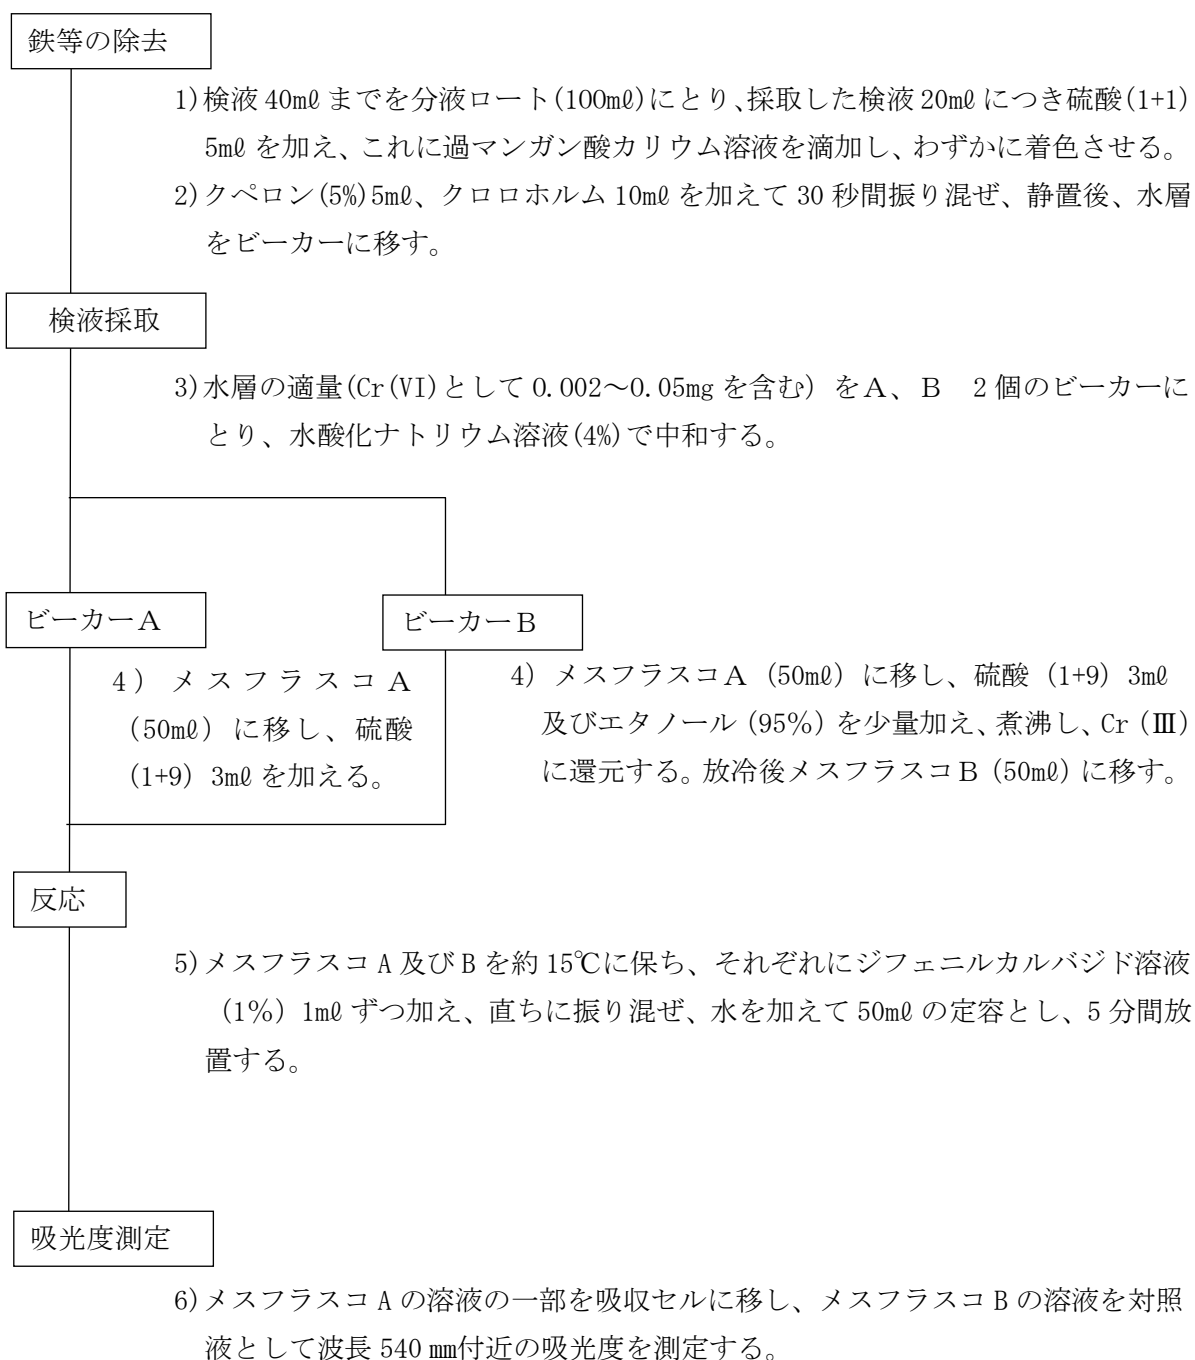 鉄等の除去
1)検液 40mℓ までを分液ロート(100mℓ)にとり、採取した検液 20mℓ につき硫酸(1+1)
5mℓ を加え、これに過マンガン酸カリウム溶液を滴加し、わずかに着色させる。
2)クペロン(5%)5mℓ、クロロホルム 10mℓ を加えて 30 秒間振り混ぜ、静置後、水層
をビーカーに移す。
検液採取
3)水層の適量(Cr(VI)として 0.002～0.05mg を含む) をA、B 2 個のビーカーに
とり、水酸化ナトリウム溶液(4%)で中和する。
ビーカーA
ビーカーB
4) メスフラスコA
(50mℓ) に移し、硫酸
(1+9) 3mℓ を加える。
4) メスフラスコA (50mℓ) に移し、硫酸 (1+9) 3mℓ
及びエタノール (95%) を少量加え、煮沸し、Cr (Ⅲ)
に還元する。放冷後メスフラスコB (50mℓ) に移す。
反応
5)メスフラスコ A 及び B を約 15℃に保ち、それぞれにジフェニルカルバジド溶液
(1%) 1mℓ ずつ加え、直ちに振り混ぜ、水を加えて 50mℓ の定容とし、5 分間放
置する。
吸光度測定
6)メスフラスコ A の溶液の一部を吸収セルに移し、メスフラスコ B の溶液を対照
液として波長 540 ㎜付近の吸光度を測定する。